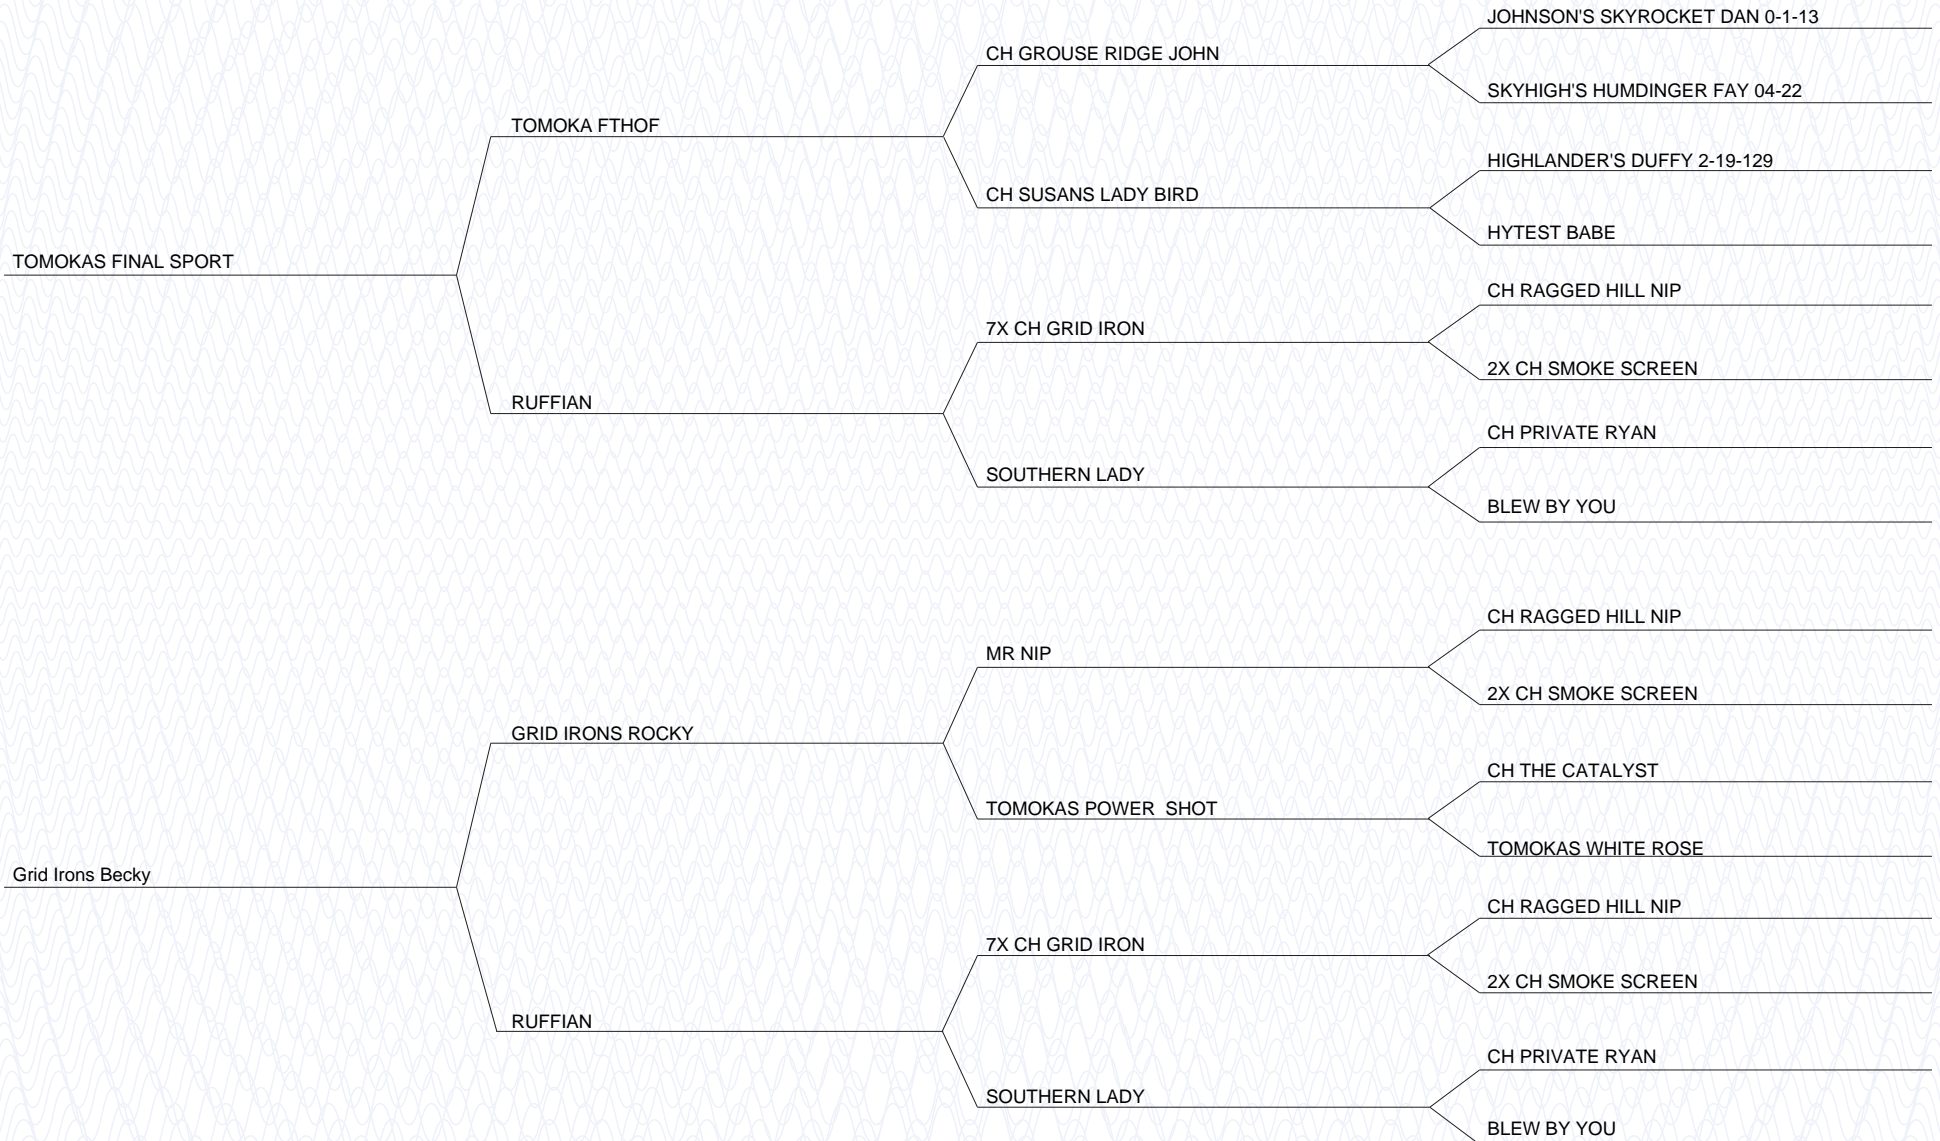 JOHNSON'S SKYROCKET DAN 0-1-13
CH GROUSE RIDGE JOHN
SKYHIGH'S HUMDINGER FAY 04-22
TOMOKA FTHOF
HIGHLANDER'S DUFFY 2-19-129
CH SUSANS LADY BIRD
HYTEST BABE
TOMOKAS FINAL SPORT
CH RAGGED HILL NIP
7X CH GRID IRON
2X CH SMOKE SCREEN
RUFFIAN
CH PRIVATE RYAN
SOUTHERN LADY
BLEW BY YOU
CH RAGGED HILL NIP
MR NIP
2X CH SMOKE SCREEN
GRID IRONS ROCKY
CH THE CATALYST
TOMOKAS POWER  SHOT
TOMOKAS WHITE ROSE
Grid Irons Becky
CH RAGGED HILL NIP
7X CH GRID IRON
2X CH SMOKE SCREEN
RUFFIAN
CH PRIVATE RYAN
SOUTHERN LADY
BLEW BY YOU